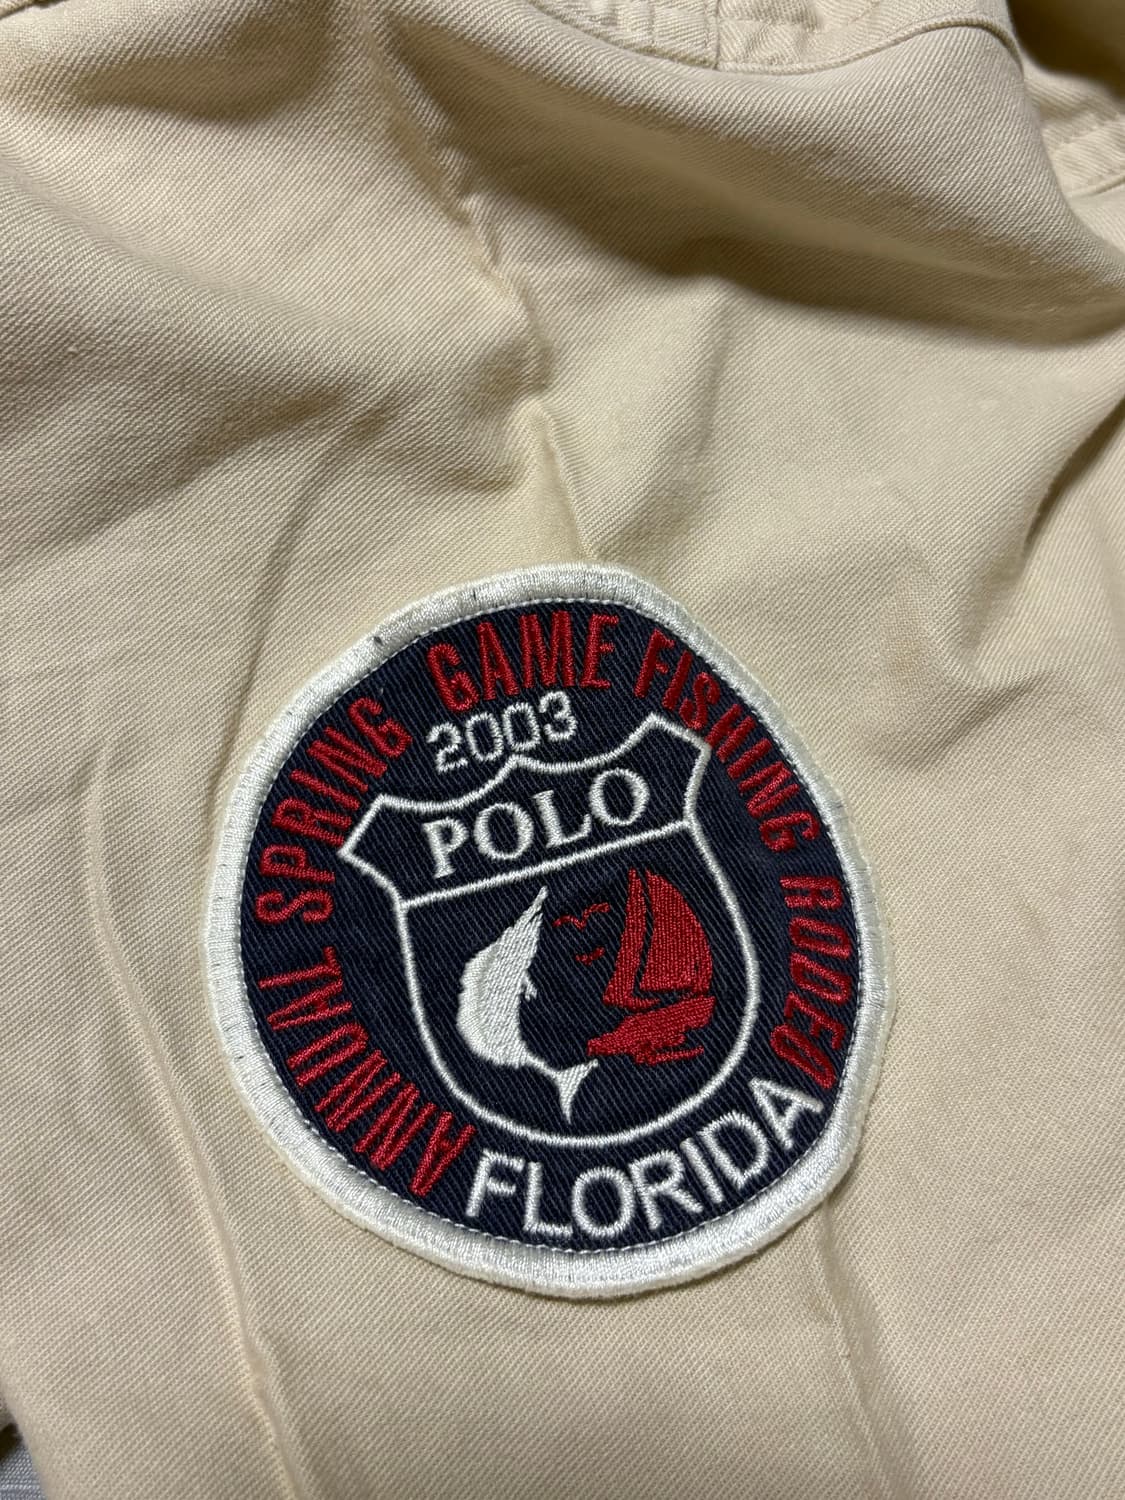 ANNUAL SPRING GAME FISHING RODEO
2003
POLO
FLORIDA